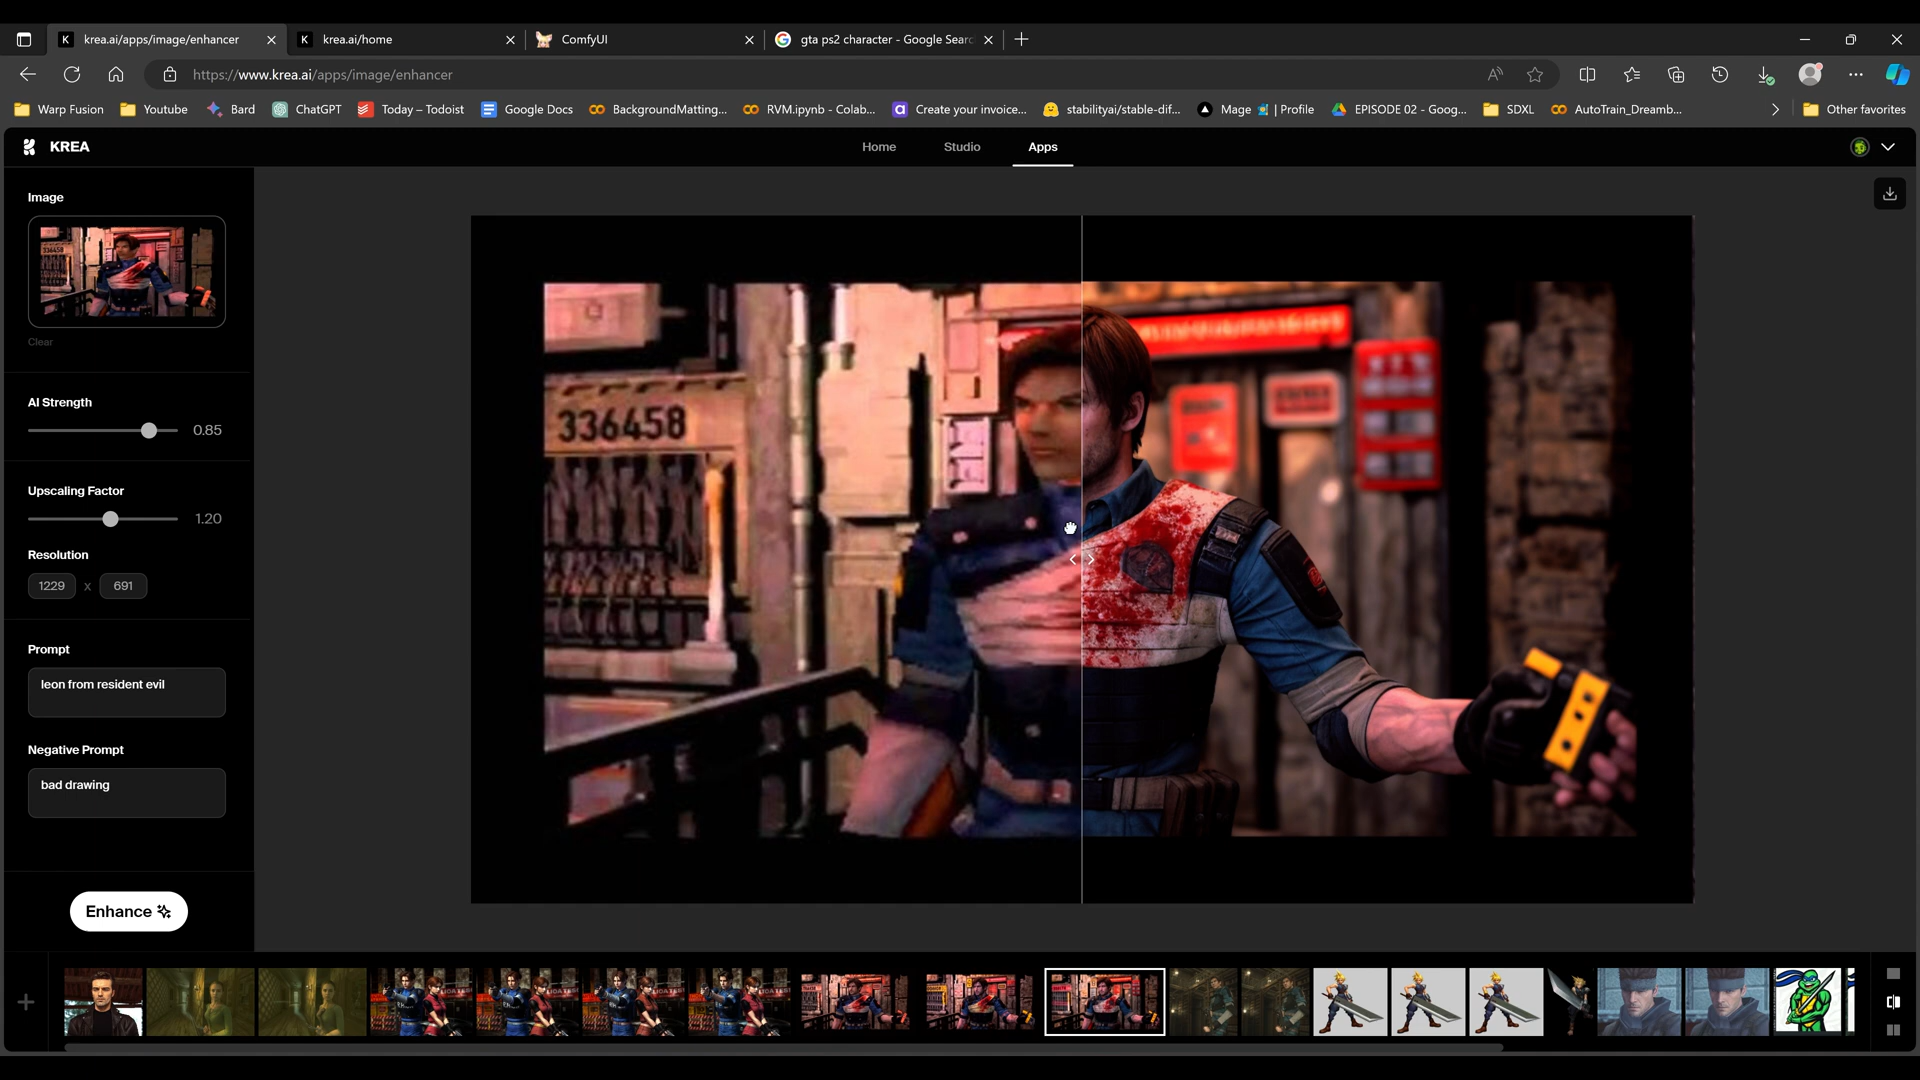 krea.ai/apps/image/enhancer
krea.ai/home
ComfyUI
gta ps2 character - Google Searc
https://www.krea.ai/apps/image/enhancer
Warp Fusion
Youtube
Bard
ChatGPT
Today – Todoist
Google Docs
BackgroundMatting...
RVM.ipynb - Colab...
Create your invoice...
stabilityai/stable-dif...
Mage | Profile
EPISODE 02 - Goog...
SDXL
AutoTrain_Dreamb...
Other favorites
KREA
Home
Studio
Apps
Image
336458
Clear
AI Strength
0.85
Upscaling Factor
1.20
Resolution
1229 x 691
Prompt
leon from resident evil
Negative Prompt
bad drawing
Enhance
336458